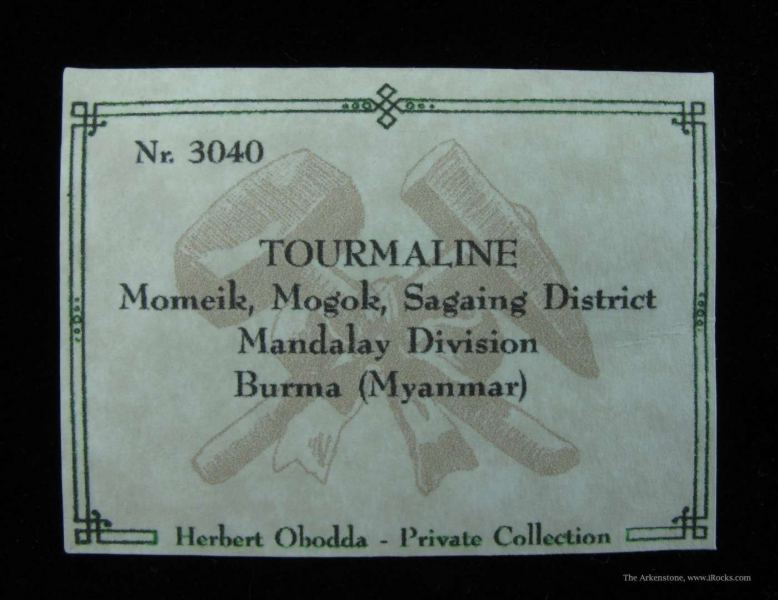 Nr. 3040
TOURMALINE
Momeik, Mogok, Sagaing District
Mandalay Division
Burma (Myanmar)
Herbert Obodda - Private Collection
The Arkenstone, www.iRocks.com